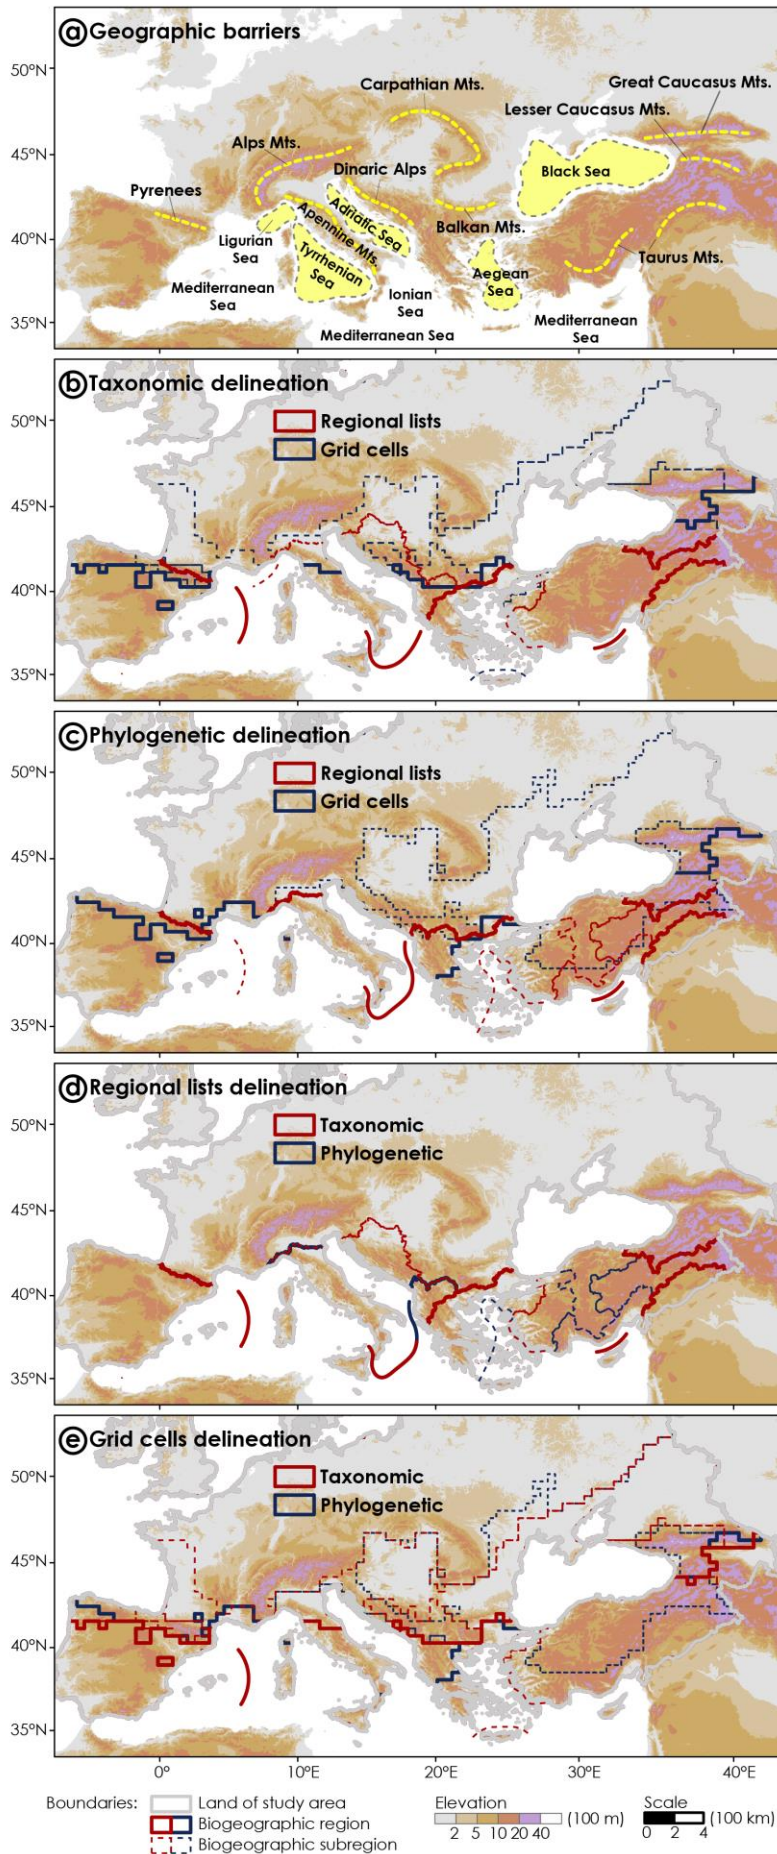 ⓐ Geographic barriers
50°N
45°N
40°N
35°N
Carpathian Mts.
Great Caucasus Mts.
Lesser Caucasus Mts.
Alps Mts.
Dinaric Alps
Black Sea
Pyrenees
Adriatic Sea
Apennine Mts.
Balkan Mts.
Ligurian
Sea
Tyrrhenian
Sea
Taurus Mts.
Aegean
Sea
Mediterranean
Sea
Ionian
Sea
Mediterranean
Sea
Mediterranean Sea
ⓑ Taxonomic delineation
Regional lists
Grid cells
50°N
45°N
40°N
35°N
ⓒ Phylogenetic delineation
Regional lists
Grid cells
50°N
45°N
40°N
35°N
ⓓ Regional lists delineation
Taxonomic
Phylogenetic
50°N
45°N
40°N
35°N
ⓔ Grid cells delineation
Taxonomic
Phylogenetic
50°N
45°N
40°N
35°N
0° 10°E 20°E 30°E 40°E
Boundaries: Land of study area
Biogeographic region
Biogeographic subregion
Elevation
(100 m)
2 5 10 20 40
Scale
(100 km)
0 2 4